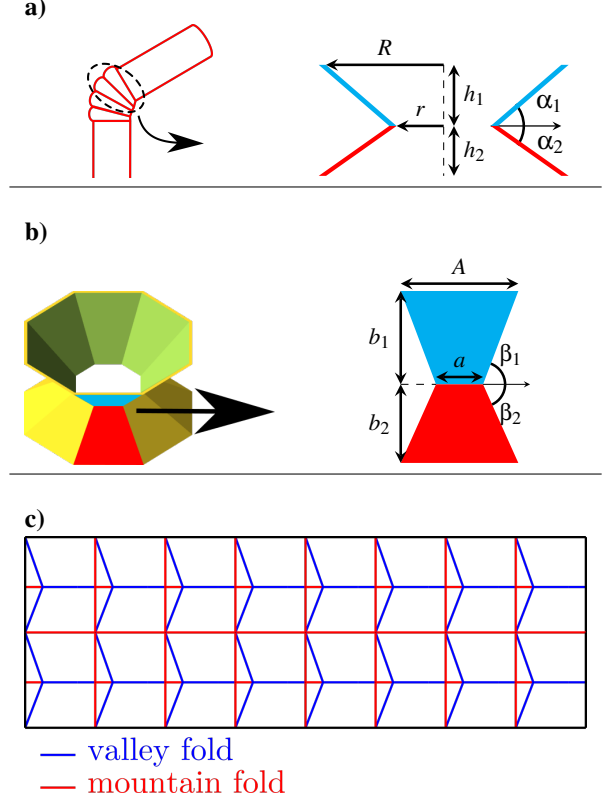 a)
R
h₁
r
α₁
α₂
h₂
b)
A
b₁
a
β₁
β₂
b₂
c)
valley fold
mountain fold